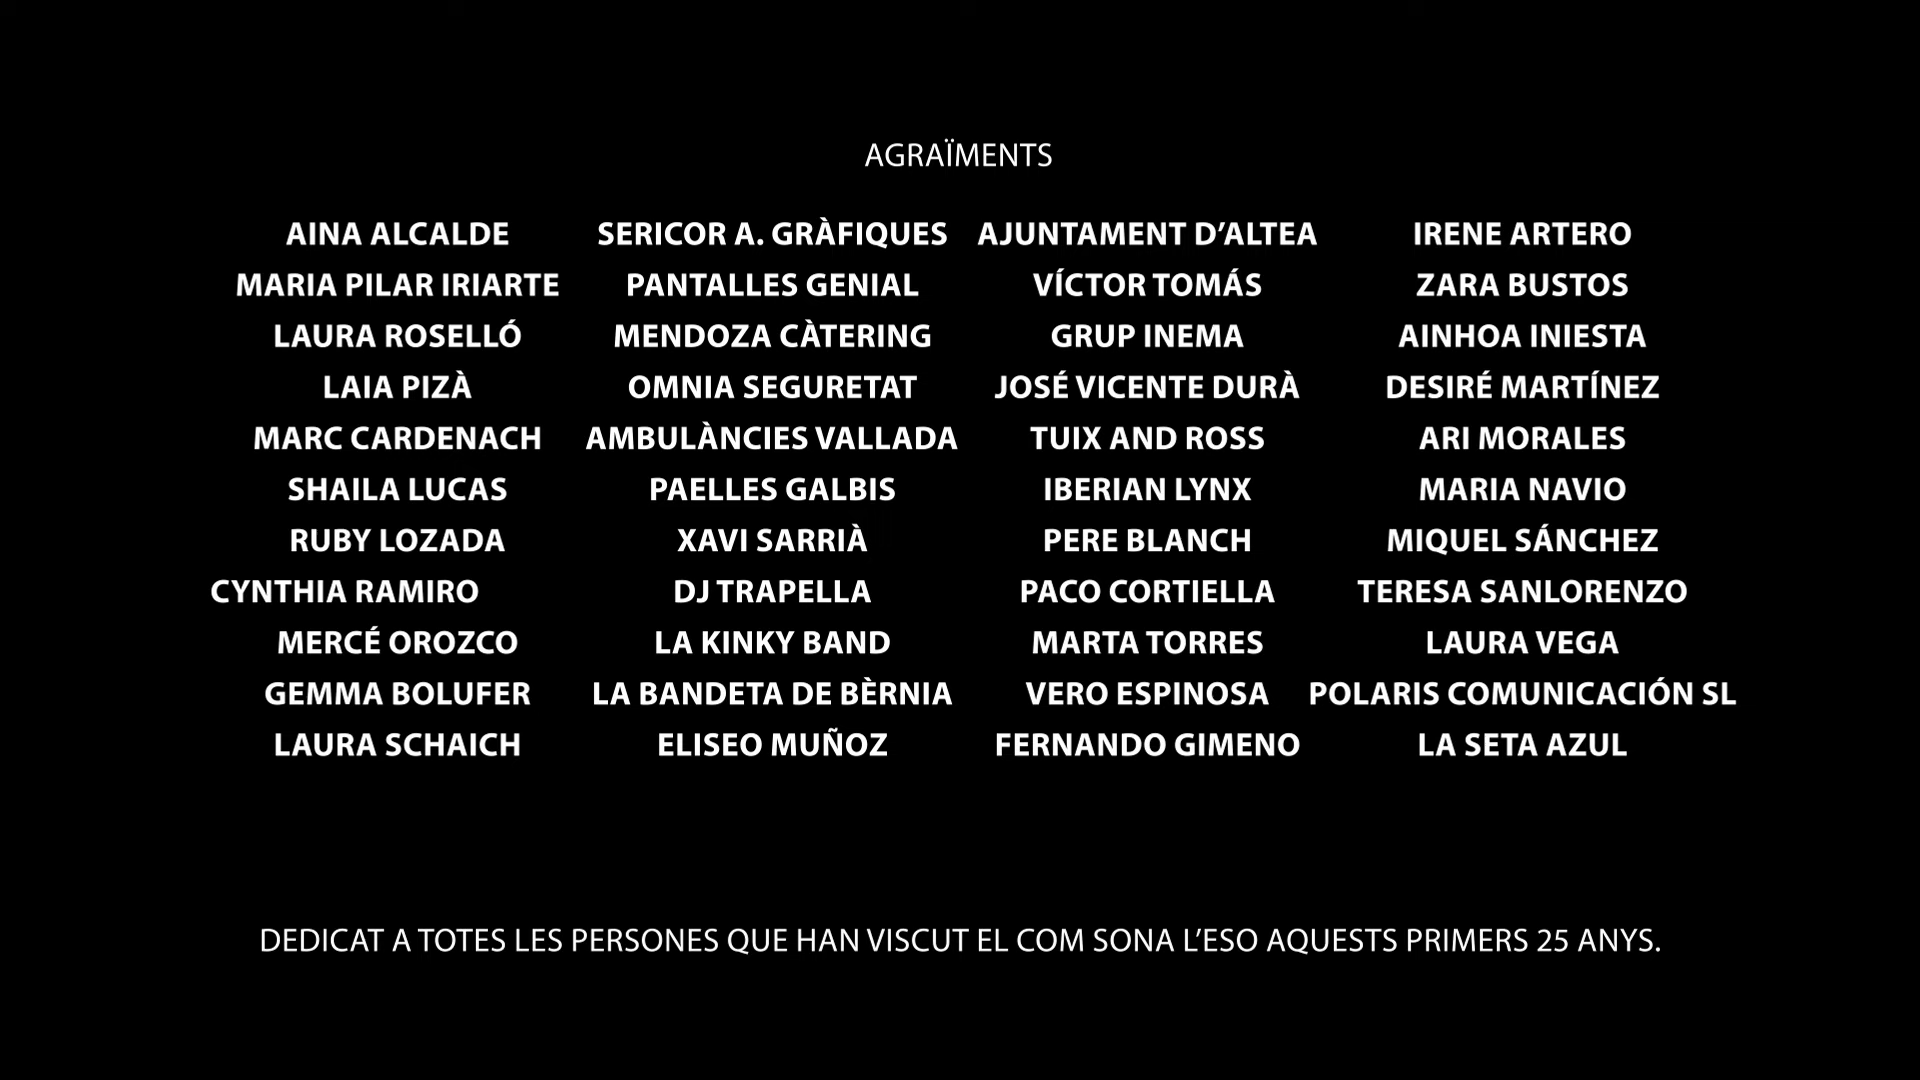 AGRAÏMENTS
AINA ALCALDE
MARIA PILAR IRIARTE
LAURA ROSELLÓ
LAIA PIZÀ
MARC CARDENACH
SHAILA LUCAS
RUBY LOZADA
CYNTHIA RAMIRO
MERCÉ OROZCO
GEMMA BOLUFER
LAURA SCHAICH
SERICOR A. GRÀFIQUES
PANTALLES GENIAL
MENDOZA CÀTERING
OMNIA SEGURETAT
AMBULÀNCIES VALLADA
PAELLES GALBIS
XAVI SARRIÀ
DJ TRAPELLA
LA KINKY BAND
LA BANDETA DE BÈRNIA
ELISEO MUÑOZ
AJUNTAMENT D’ALTEA
VÍCTOR TOMÁS
GRUP INEMA
JOSÉ VICENTE DURÀ
TUIX AND ROSS
IBERIAN LYNX
PERE BLANCH
PACO CORTIELLA
MARTA TORRES
VERO ESPINOSA
FERNANDO GIMENO
IRENE ARTERO
ZARA BUSTOS
AINHOA INIESTA
DESIRÉ MARTÍNEZ
ARI MORALES
MARIA NAVIO
MIQUEL SÁNCHEZ
TERESA SANLORENZO
LAURA VEGA
POLARIS COMUNICACIÓN SL
LA SETA AZUL
DEDICAT A TOTES LES PERSONES QUE HAN VISCUT EL COM SONA L’ESO AQUESTS PRIMERS 25 ANYS.